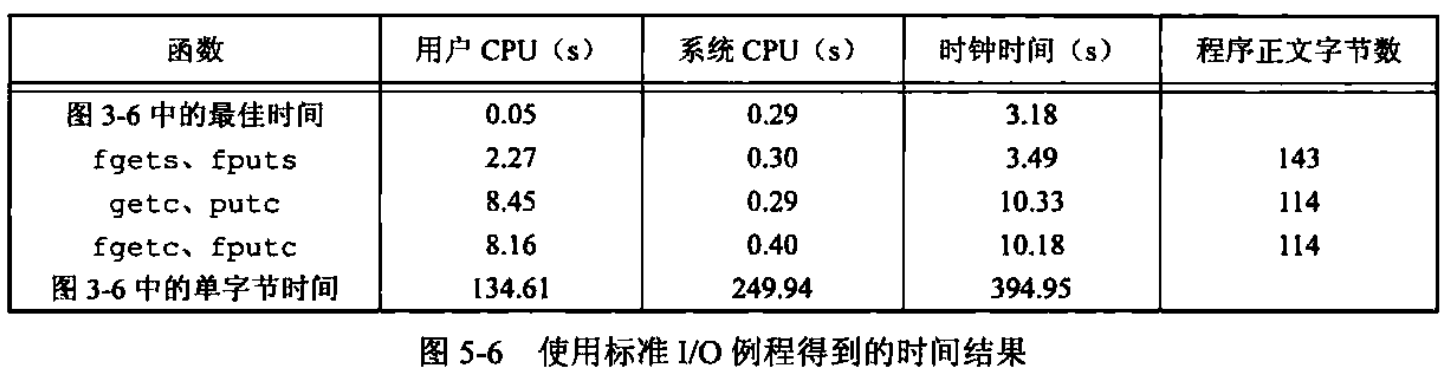 函数 用户 CPU（s） 系统 CPU（s） 时钟时间（s） 程序正文字节数
图 3-6 中的最佳时间 0.05 0.29 3.18
fgets、fputs 2.27 0.30 3.49 143
getc、putc 8.45 0.29 10.33 114
fgetc、fputc 8.16 0.40 10.18 114
图 3-6 中的单字节时间 134.61 249.94 394.95
图 5-6 使用标准 I/O 例程得到的时间结果